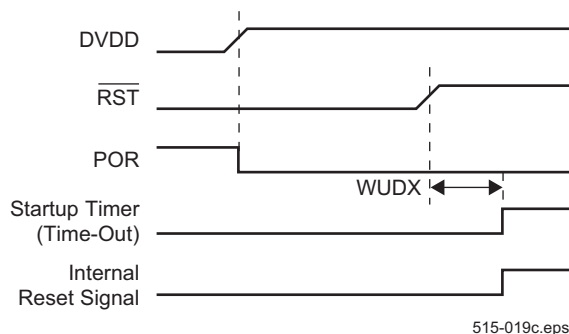 DVDD
RST
POR
WUDX
Startup Timer
(Time-Out)
Internal
Reset Signal
515-019c.eps